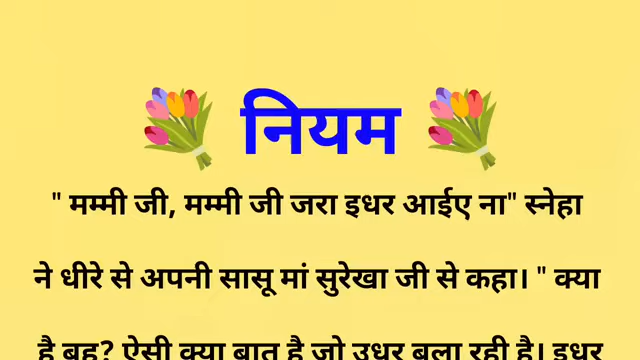 नियम
" मम्मी जी, मम्मी जी जरा इधर आईए ना" स्नेहा
ने धीरे से अपनी सासू मां सुरेखा जी से कहा। " क्या
है बहू? ऐसी क्या बात है जो उधर बुला रही है। इधर